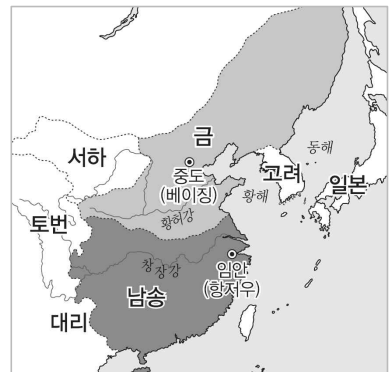 금
서하
중도
(베이징)
동해
고려
일본
황해
황허강
토번
창장강
임안
(항저우)
남송
대리